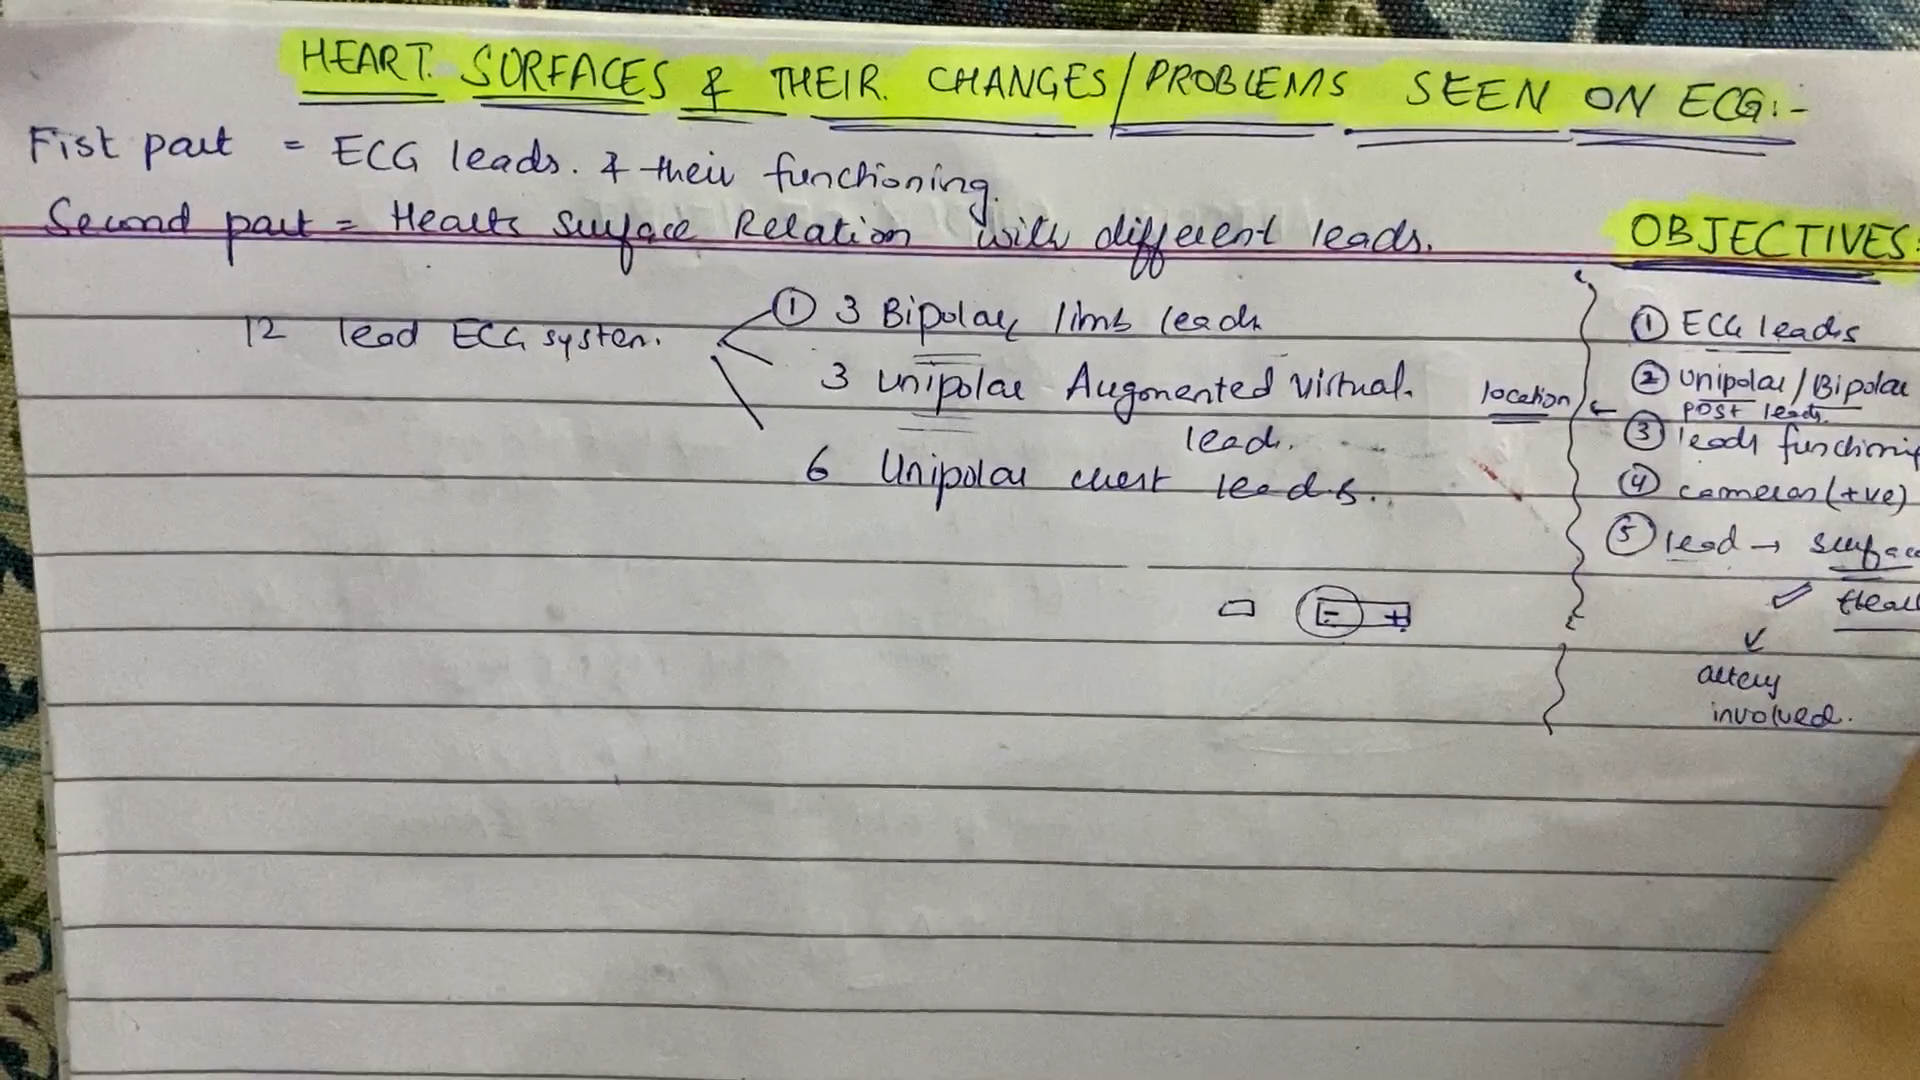 HEART SURFACES & THEIR CHANGES/PROBLEMS SEEN ON ECG:-
Fist part = ECG leads. & their functioning.
Second part = Hearts Surface Relation with different leads.
12 lead ECG system.
① 3 Bipolar limb leads
3 unipolar Augmented virtual.
lead.
6 Unipolar chest leads.
location
- +
OBJECTIVES:
① ECG leads
② Unipolar/Bipolar
post leads.
③ leads functioning
④ cameras (+ve)
⑤ lead → surface
Heart
artery
involved.